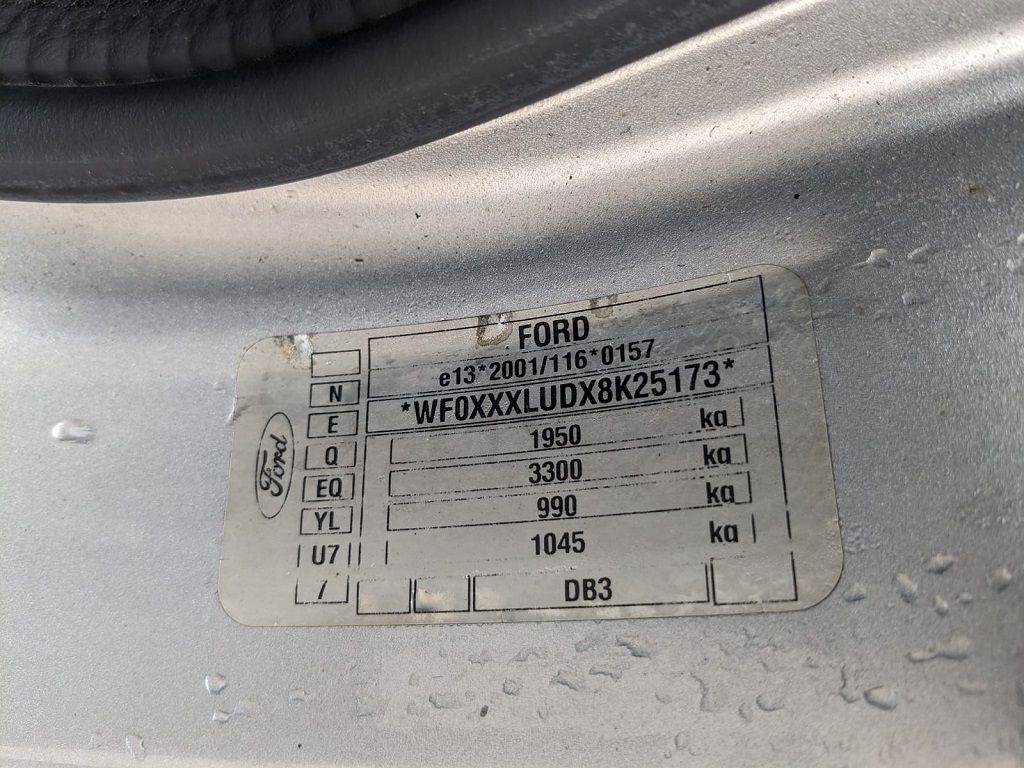 FORD
e13*2001/116*0157
*WF0XXXLUDX8K25173*
1950 kg
3300 kg
990 kg
1045 kg
DB3
Ford
N
E
Q
EQ
YL
U7
/